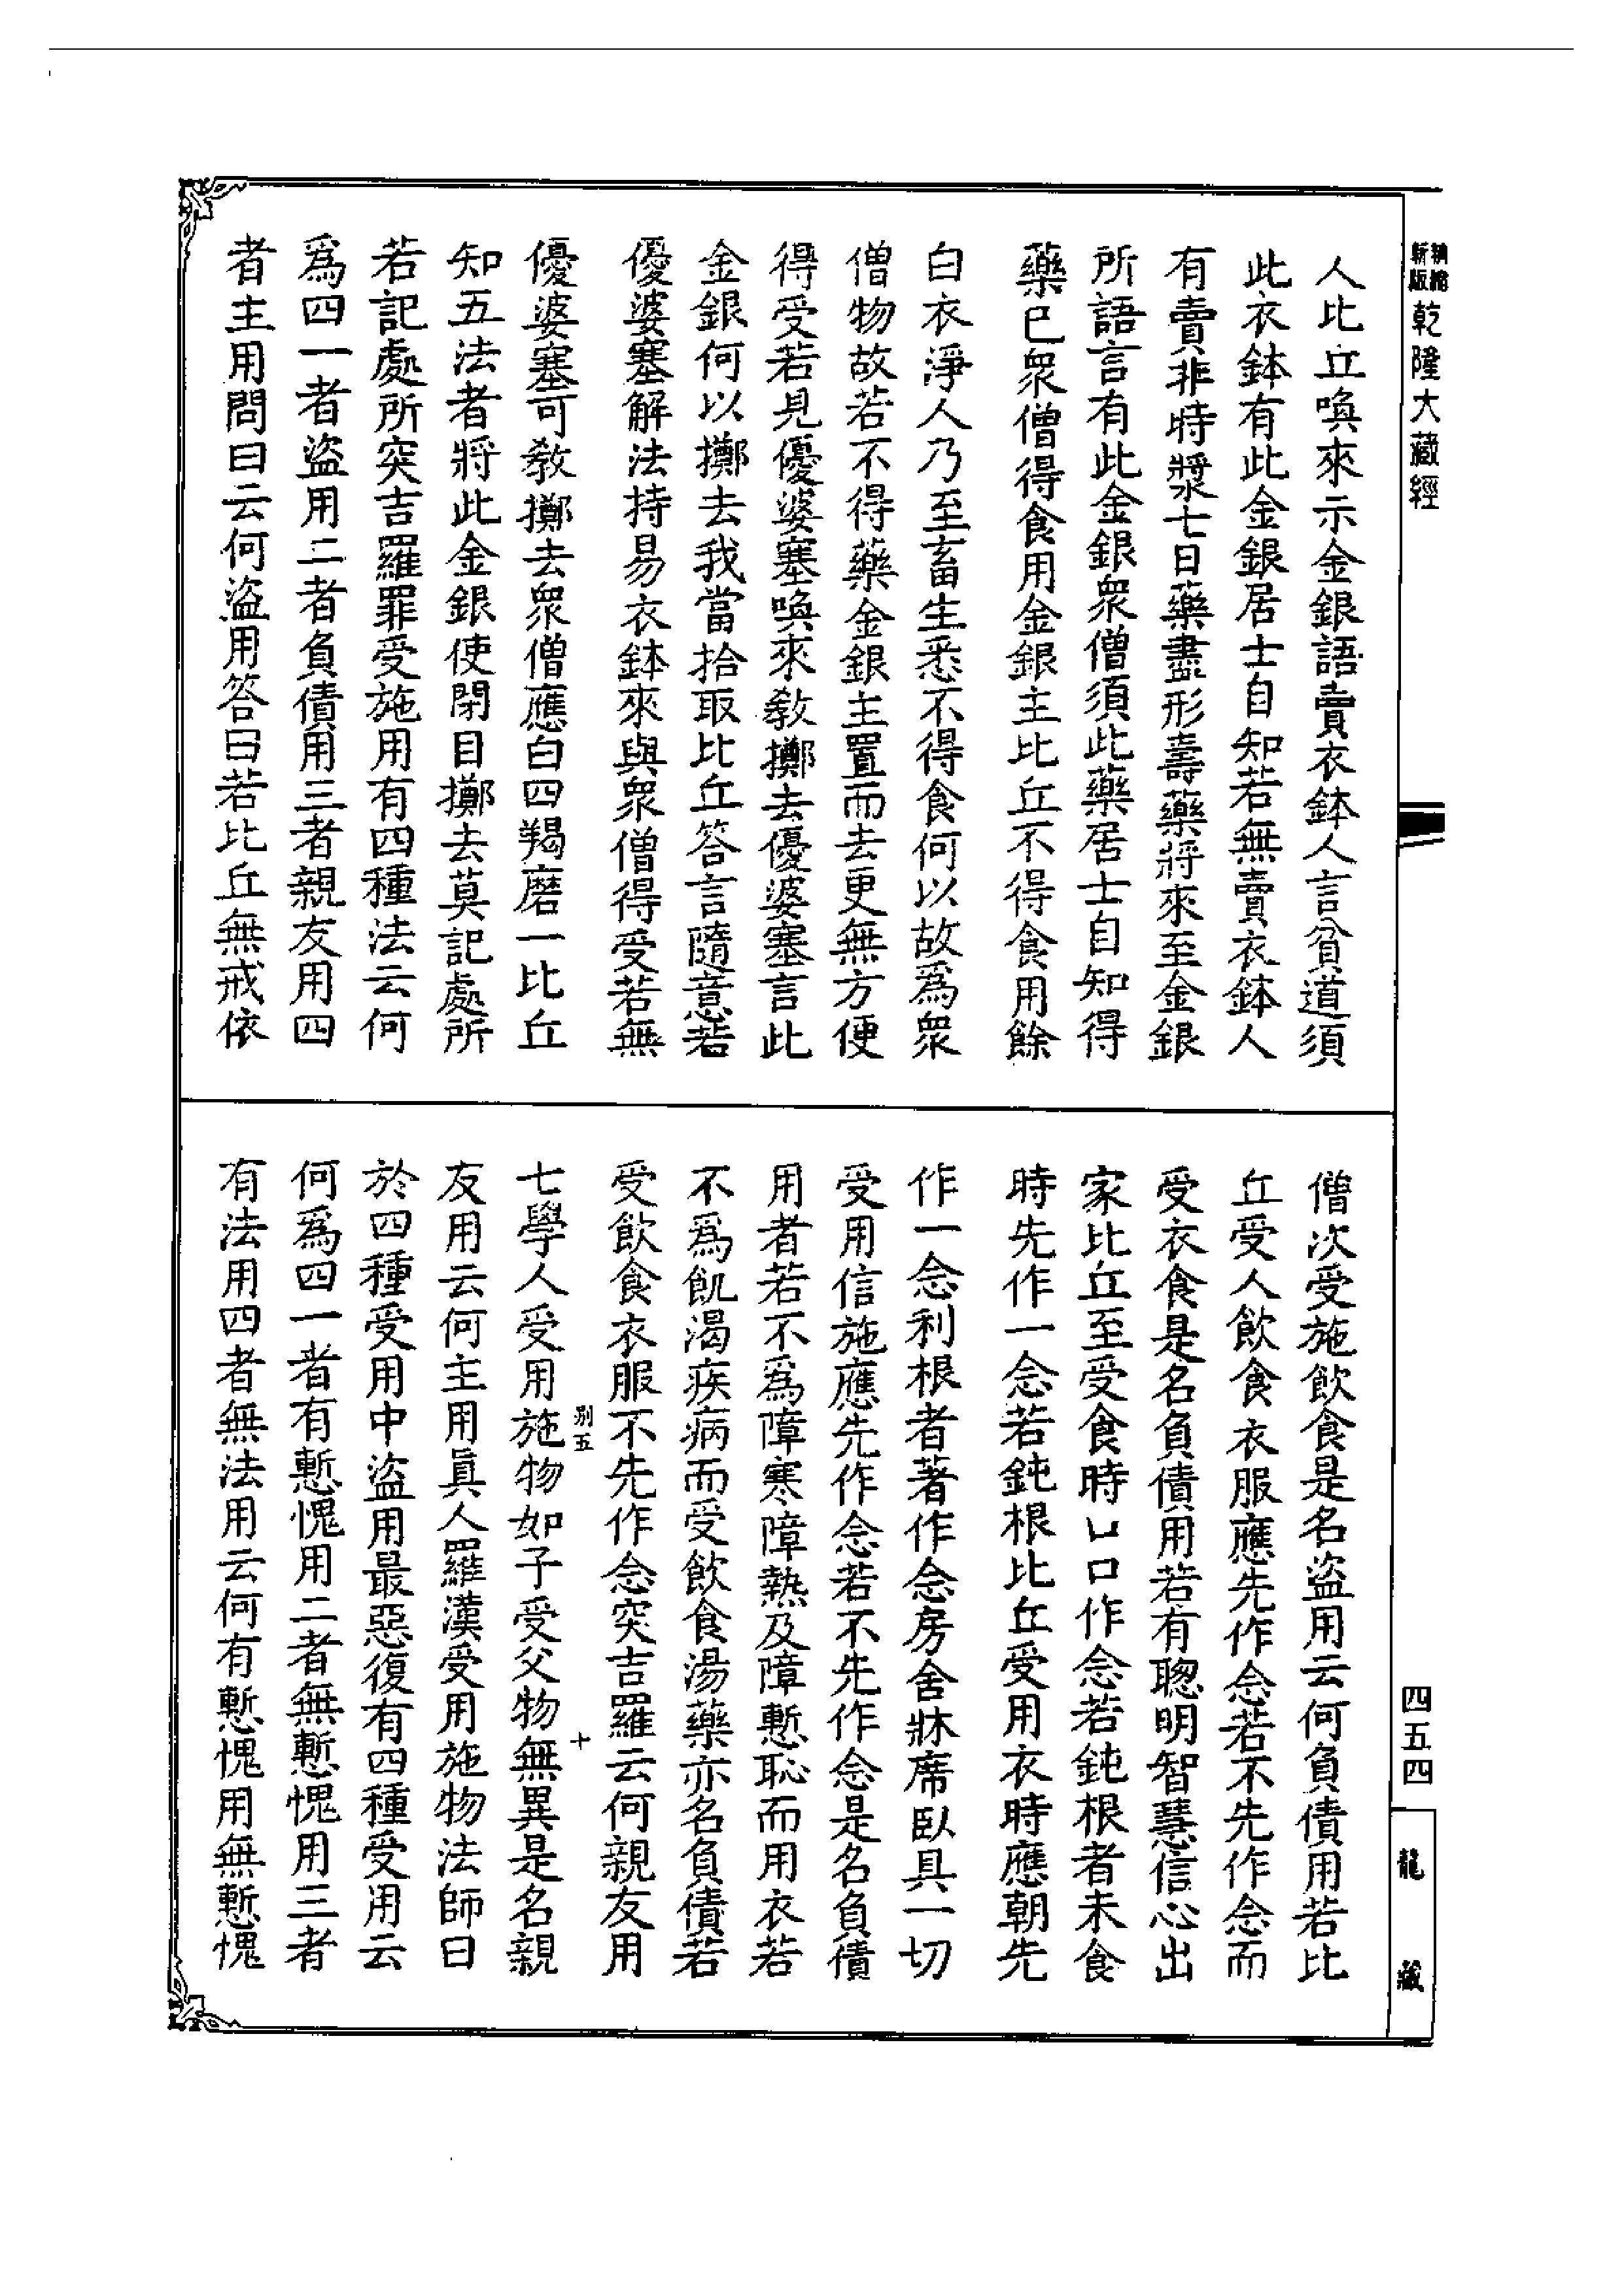 精縮
新版
乾隆大藏經
人比丘喚來示金銀語賣衣鉢人言貧道須
此衣鉢有此金銀居士自知若無賣衣鉢人
有賣非時漿七日藥盡形壽藥將來至金銀
所語言有此金銀眾僧須此藥居士自知得
藥已眾僧得食用金銀主比丘不得食用餘
白衣淨人乃至畜生悉不得食何以故爲眾
僧物故若不得藥金銀主置而去更無方便
得受若見優婆塞喚來教擲去優婆塞言此
金銀何以擲去我當拾取比丘答言隨意若
優婆塞解法持易衣鉢來與眾僧得受若無
優婆塞可教擲去眾僧應白四羯磨一比丘
知五法者將此金銀使閉目擲去莫記處所
若記處所突吉羅罪受施用有四種法云何
爲四一者盜用二者負債用三者親友用四
者主用問曰云何盜用答曰若比丘無戒依
僧次受施飲食是名盜用云何負債用若比
丘受人飲食衣服應先作念若不先作念而
受衣食是名負債用若有聰明智慧信心出
家比丘至受食時口口作念若鈍根者未食
時先作一念若鈍根比丘受用衣時應朝先
作一念利根者著作念房舍牀席臥具一切
受用信施應先作念若不先作念是名負債
用者若不爲障寒障熱及障慙恥而用衣若
不爲飢渴疾病而受飲食湯藥亦名負債若
受飲食衣服不先作念突吉羅云何親友用
別五
十
七學人受用施物如子受父物無異是名親
友用云何主用眞人羅漢受用施物法師曰
於四種受用中盜用最惡復有四種受用云
何爲四一者有慙愧用二者無慙愧用三者
有法用四者無法用云何有慙愧用無慙愧
四五四
龍藏